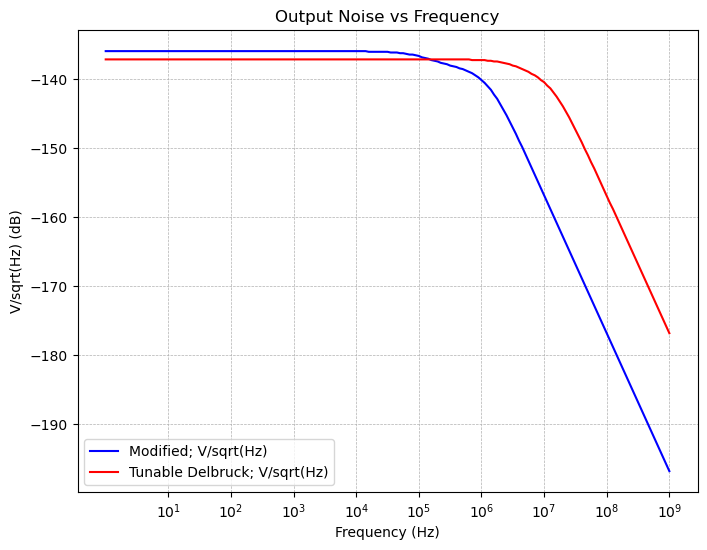 Output Noise vs Frequency
V/sqrt(Hz) (dB)
−140
−150
−160
−170
−180
−190
Modified; V/sqrt(Hz)
Tunable Delbruck; V/sqrt(Hz)
10¹ 10² 10³ 10⁴ 10⁵ 10⁶ 10⁷ 10⁸ 10⁹
Frequency (Hz)